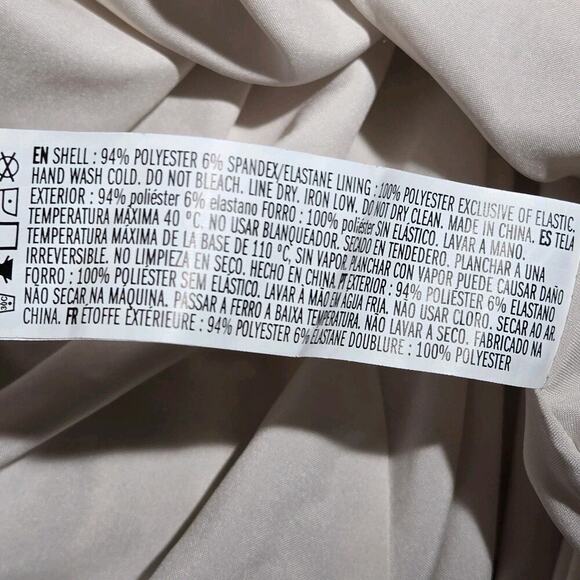 EN SHELL : 94% POLYESTER 6% SPANDEX/ELASTANE LINING : 100% POLYESTER EXCLUSIVE OF ELASTIC.
HAND WASH COLD. DO NOT BLEACH. LINE DRY. IRON LOW. DO NOT DRY CLEAN. MADE IN CHINA. ES TELA
EXTERIOR : 94% poliéster 6% elastano FORRO : 100% poliéster SIN ELÁSTICO. LAVAR A MANO.
TEMPERATURA MÁXIMA 40 °C. NO USAR BLANQUEADOR. SECADO EN TENDEDERO. PLANCHAR A UNA
TEMPERATURA MÁXIMA DE LA BASE DE 110 °C, SIN VAPOR. PLANCHAR CON VAPOR PUEDE CAUSAR DAÑO
IRREVERSIBLE. NO LIMPIEZA EN SECO. HECHO EN CHINA. PT EXTERIOR : 94% POLIÉSTER 6% ELASTANO
FORRO : 100% POLIÉSTER SEM ELÁSTICO. LAVAR À MÃO EM ÁGUA FRIA. NÃO USAR CLORO. SECAR AO AR.
NÃO SECAR NA MAQUINA. PASSAR A FERRO A BAIXA TEMPERATURA. NÃO LAVAR A SECO. FABRICADO NA
CHINA. FR ETOFFE EXTÉRIEURE : 94% POLYESTER 6% ELASTANE DOUBLURE : 100% POLYESTER